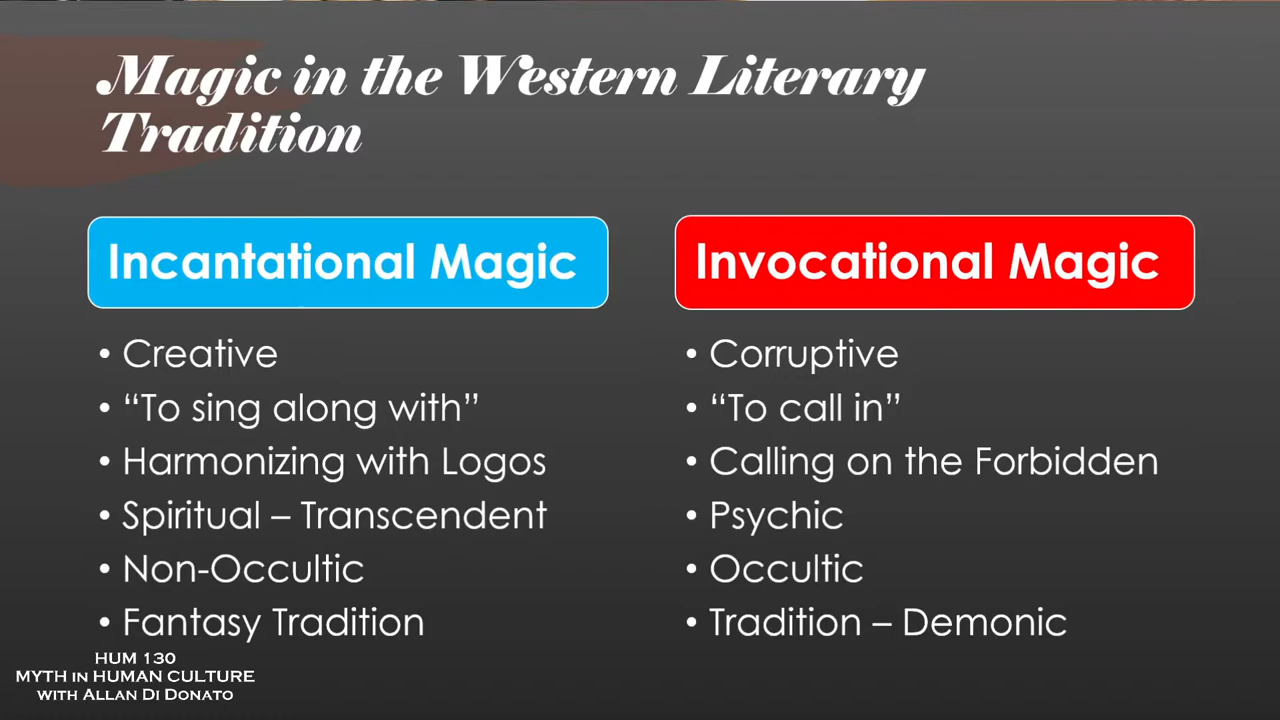 Magic in the Western Literary
Tradition
Incantational Magic
• Creative
• “To sing along with”
• Harmonizing with Logos
• Spiritual – Transcendent
• Non-Occultic
• Fantasy Tradition
Invocational Magic
• Corruptive
• “To call in”
• Calling on the Forbidden
• Psychic
• Occultic
• Tradition – Demonic
HUM 130
MYTH in HUMAN CULTURE
WITH ALLAN DI DONATO